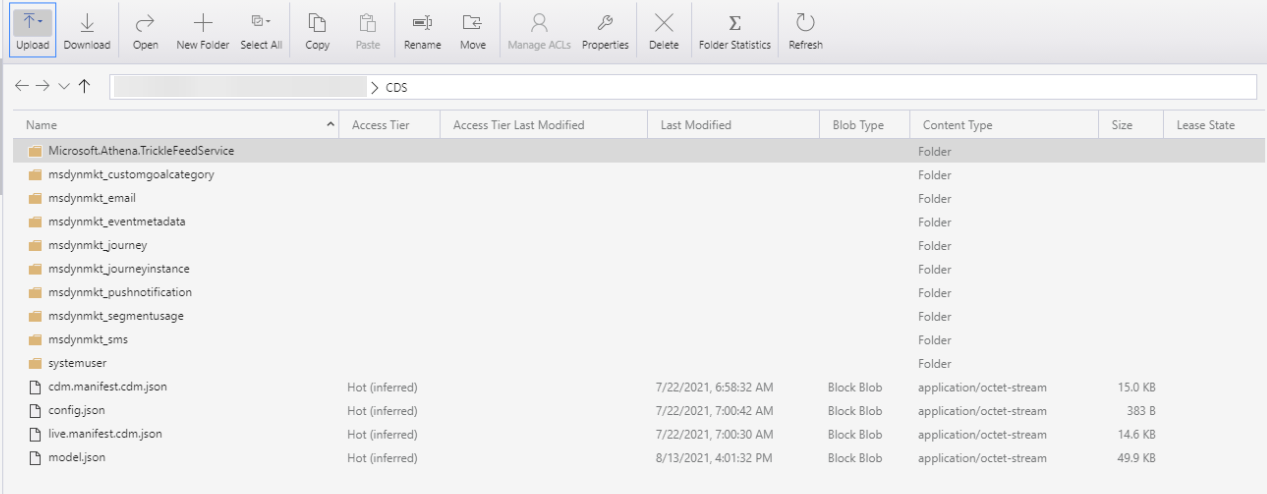 Upload Download Open New Folder Select All Copy Paste Rename Move Manage ACLs Properties Delete Folder Statistics Refresh
CDS
Name Access Tier Access Tier Last Modified Last Modified Blob Type Content Type Size Lease State
Microsoft.Athena.TrickleFeedService Folder
msdynmkt_customgoalcategory Folder
msdynmkt_email Folder
msdynmkt_eventmetadata Folder
msdynmkt_journey Folder
msdynmkt_journeyinstance Folder
msdynmkt_pushnotification Folder
msdynmkt_segmentusage Folder
msdynmkt_sms Folder
systemuser Folder
cdm.manifest.cdm.json Hot (inferred) 7/22/2021, 6:58:32 AM Block Blob application/octet-stream 15.0 KB
config.json Hot (inferred) 7/22/2021, 7:00:42 AM Block Blob application/octet-stream 383 B
live.manifest.cdm.json Hot (inferred) 7/22/2021, 7:00:30 AM Block Blob application/octet-stream 14.6 KB
model.json Hot (inferred) 8/13/2021, 4:01:32 PM Block Blob application/octet-stream 49.9 KB